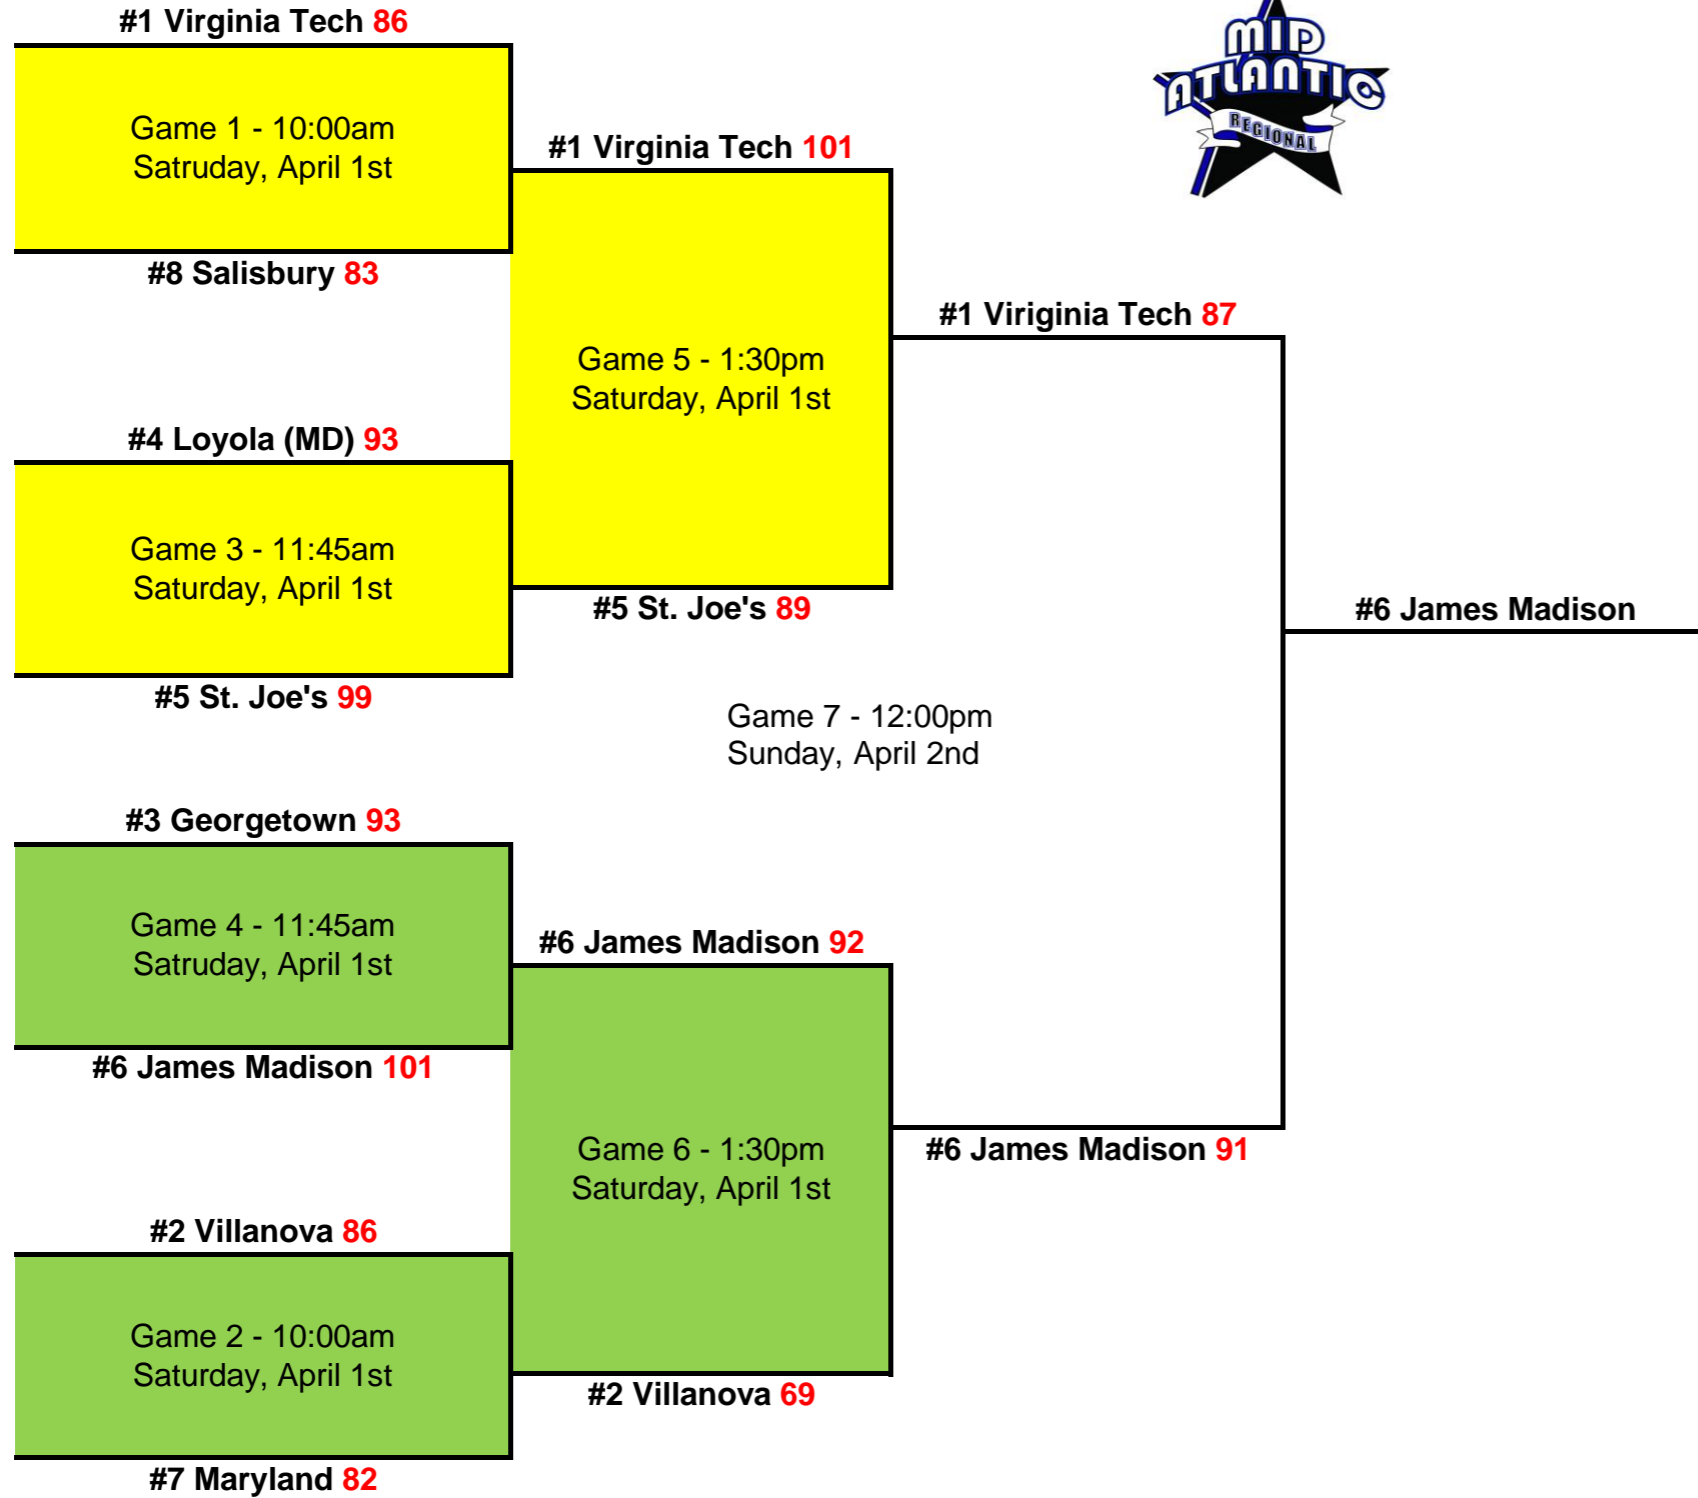 #1 Virginia Tech 86
MID
ATLANTIC
REGIONAL
Game 1 - 10:00am
Satruday, April 1st
#1 Virginia Tech 101
#8 Salisbury 83
#1 Viriginia Tech 87
Game 5 - 1:30pm
Saturday, April 1st
#4 Loyola (MD) 93
Game 3 - 11:45am
Saturday, April 1st
#5 St. Joe's 89
#6 James Madison
#5 St. Joe's 99
Game 7 - 12:00pm
Sunday, April 2nd
#3 Georgetown 93
Game 4 - 11:45am
Satruday, April 1st
#6 James Madison 92
#6 James Madison 101
Game 6 - 1:30pm
Saturday, April 1st
#6 James Madison 91
#2 Villanova 86
Game 2 - 10:00am
Saturday, April 1st
#2 Villanova 69
#7 Maryland 82